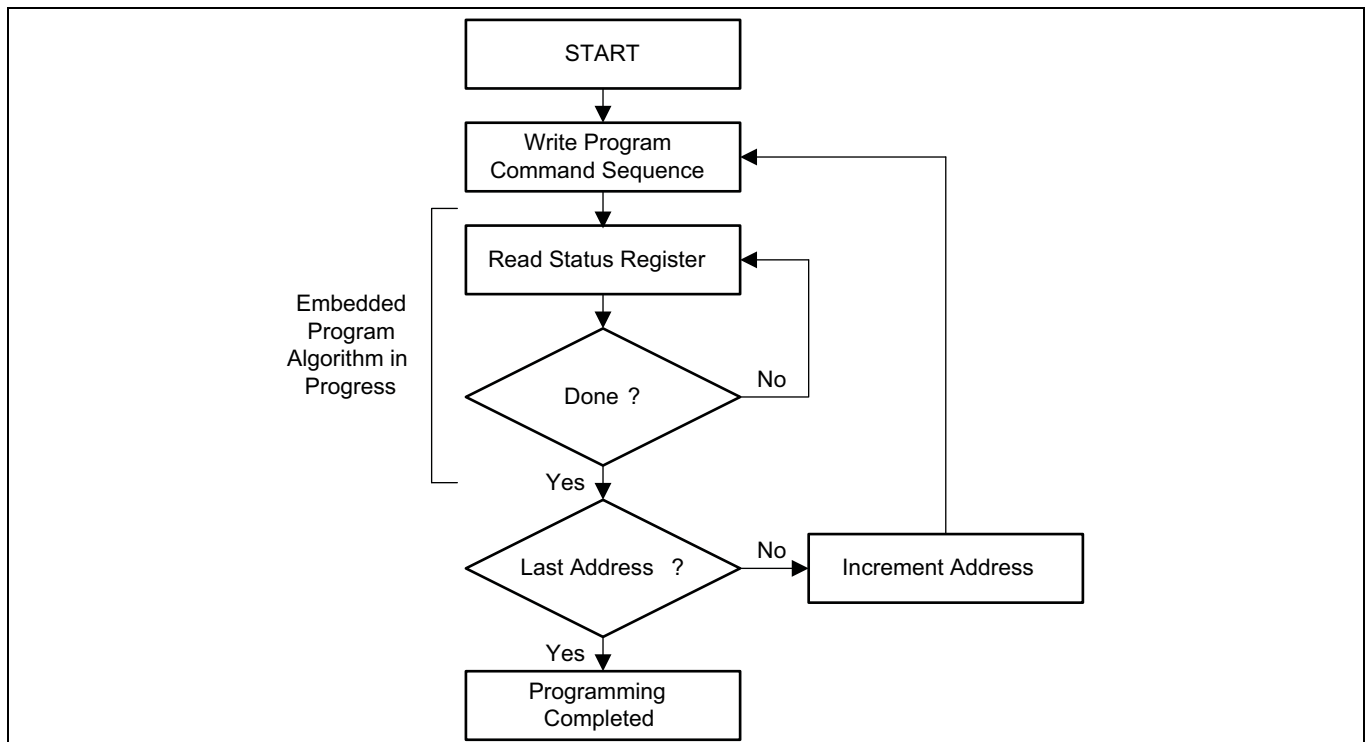 START
Write Program
Command Sequence
Read Status Register
Embedded
Program
Algorithm in
Progress
Done ?
No
Yes
Last Address ?
No
Increment Address
Yes
Programming
Completed